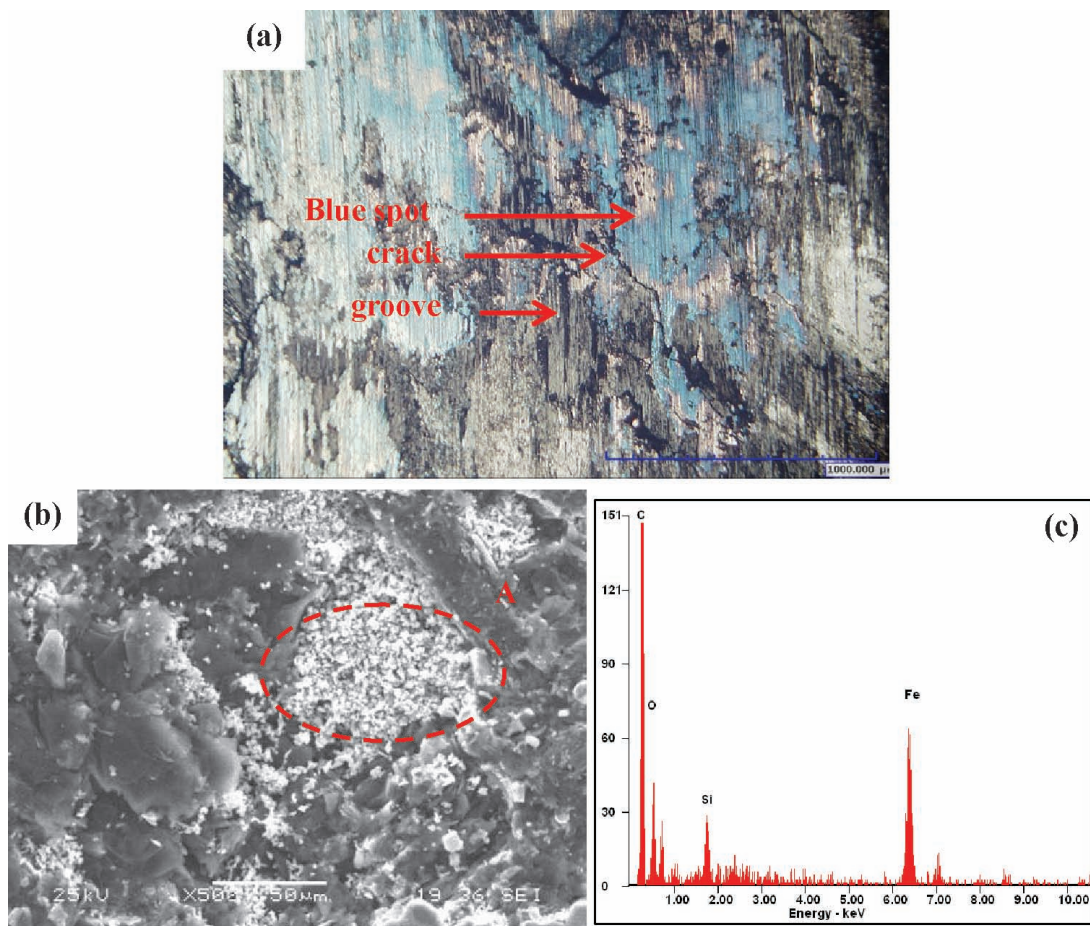 (a)
Blue spot
crack
groove
1000.000 µ
(b)
A
25kV X500 50µm 19 36 SEI
(c)
151
C
121
90
O
Fe
60
Si
30
0
1.00 2.00 3.00 4.00 5.00 6.00 7.00 8.00 9.00 10.00
Energy - keV